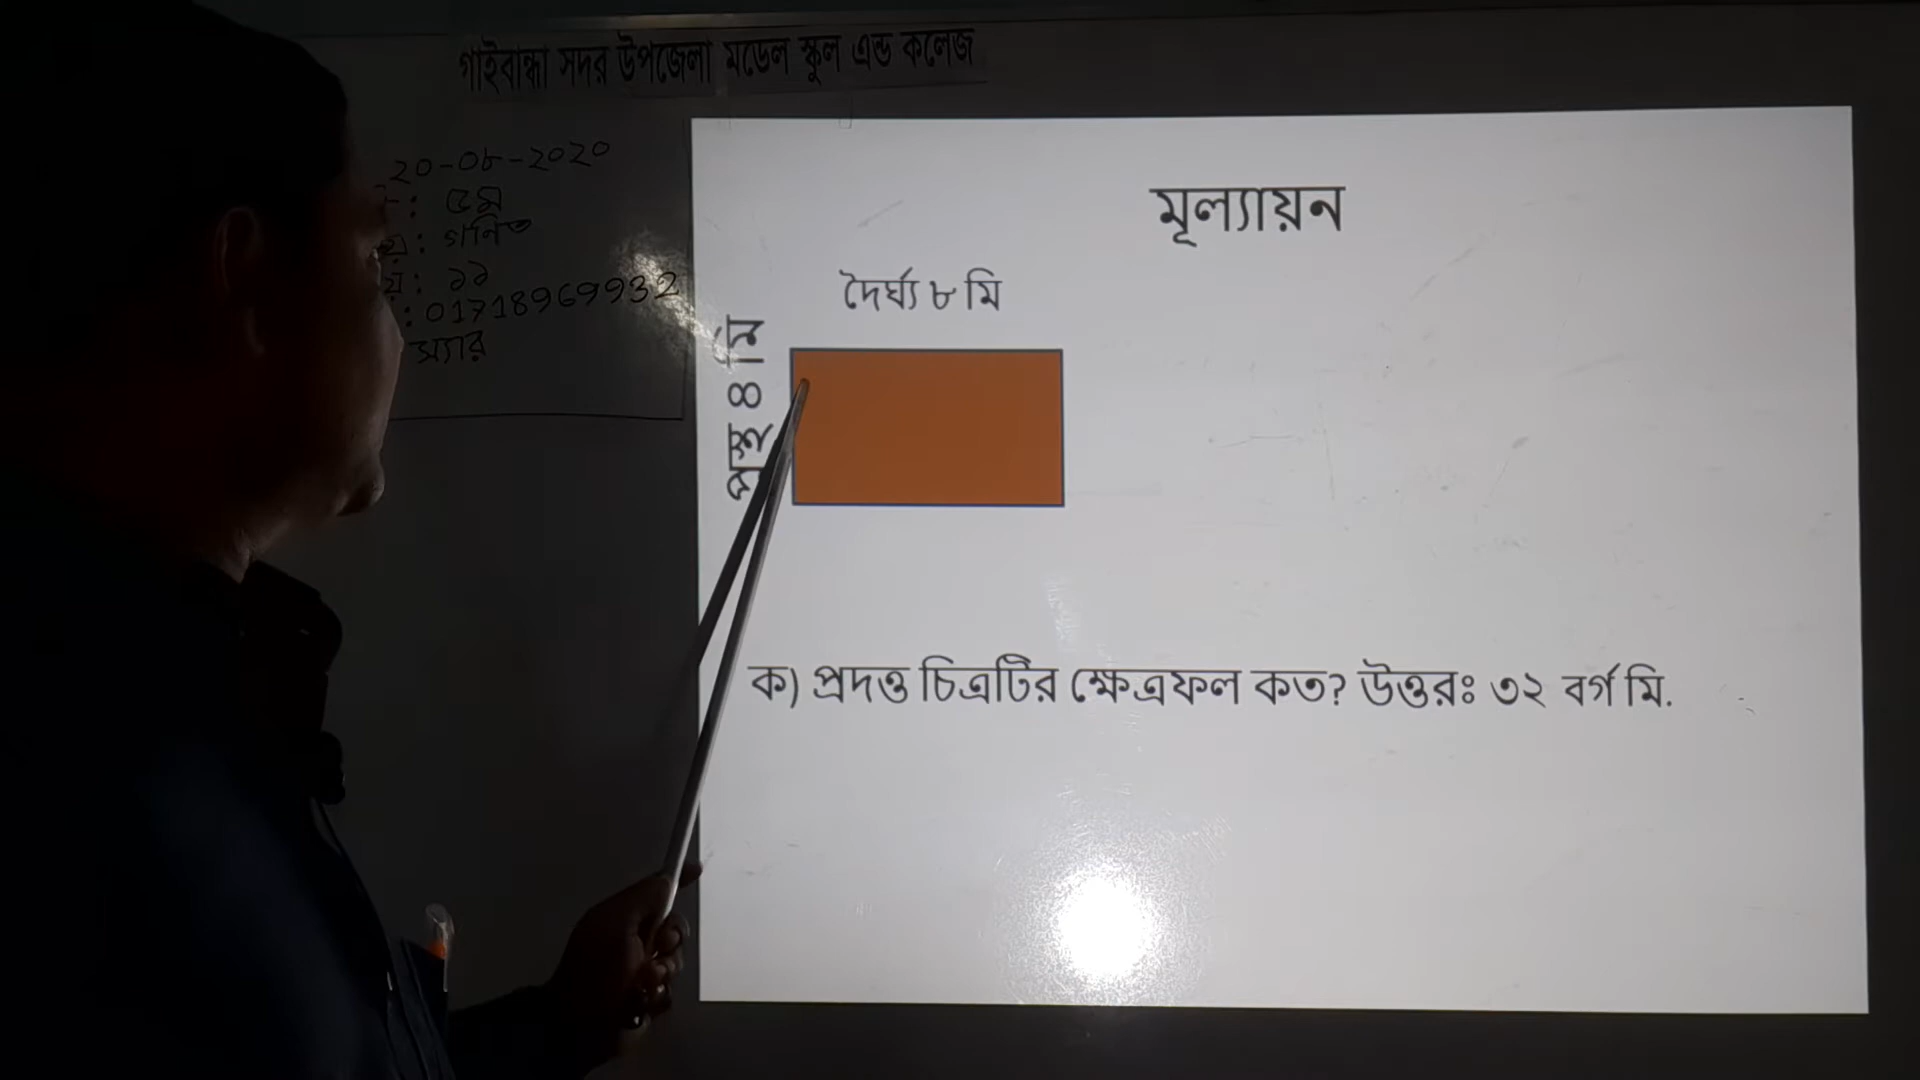 গাইবান্ধা সদর উপজেলা মডেল স্কুল এন্ড কলেজ
২০-০৮-২০২০
: ৫ম
: গণিত
: ১১
: 01718969932
স্যার
মূল্যায়ন
দৈর্ঘ্য ৮ মি
প্রস্থ ৪ মি
ক) প্রদত্ত চিত্রটির ক্ষেত্রফল কত? উত্তরঃ ৩২ বর্গ মি.